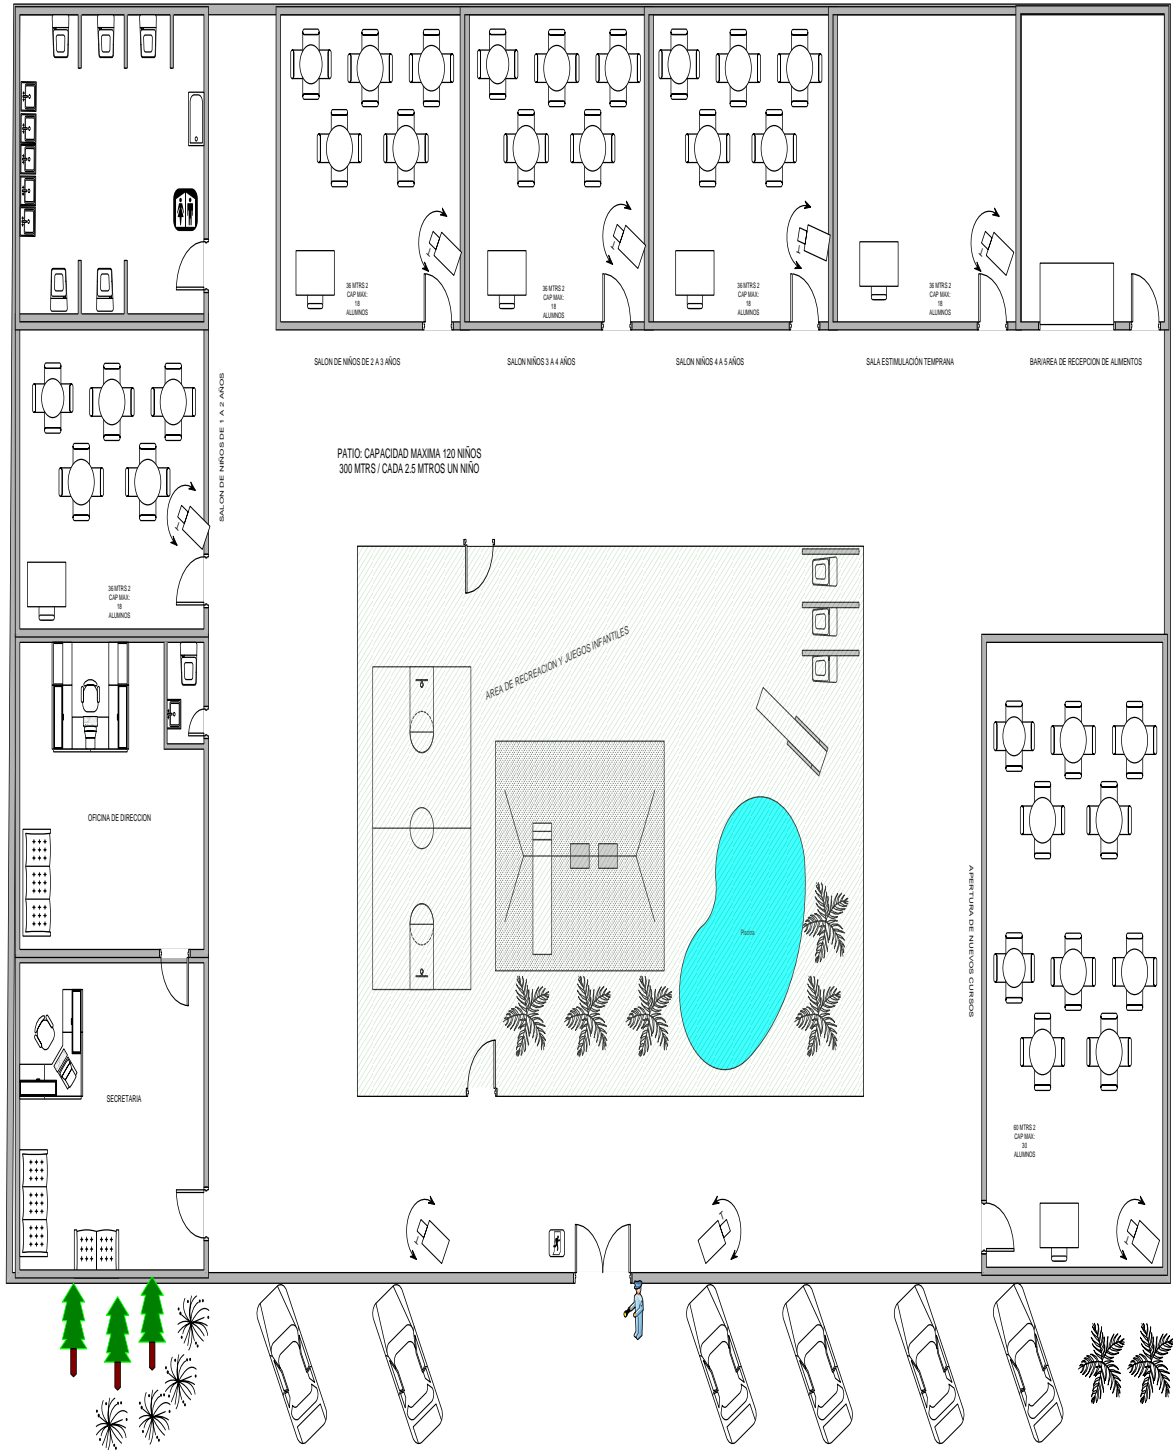 36 MTRS 2
CAP MAX:
18
ALUMNOS
36 MTRS 2
CAP MAX:
18
ALUMNOS
36 MTRS 2
CAP MAX:
18
ALUMNOS
36 MTRS 2
CAP MAX:
18
ALUMNOS
SALON DE NIÑOS DE 2 A 3 AÑOS
SALON NIÑOS 3 A 4 AÑOS
SALON NIÑOS 4 A 5 AÑOS
SALA ESTIMULACIÓN TEMPRANA
BAR/AREA DE RECEPCION DE ALIMENTOS
SALON DE NIÑOS DE 1 A 2 AÑOS
PATIO: CAPACIDAD MAXIMA 120 NIÑOS
300 MTRS / CADA 2.5 MTROS UN NIÑO
36 MTRS 2
CAP MAX:
18
ALUMNOS
AREA DE RECREACION Y JUEGOS INFANTILES
OFICINA DE DIRECCION
Piscina
APERTURA DE NUEVOS CURSOS
SECRETARIA
60 MTRS 2
CAP MAX:
30
ALUMNOS